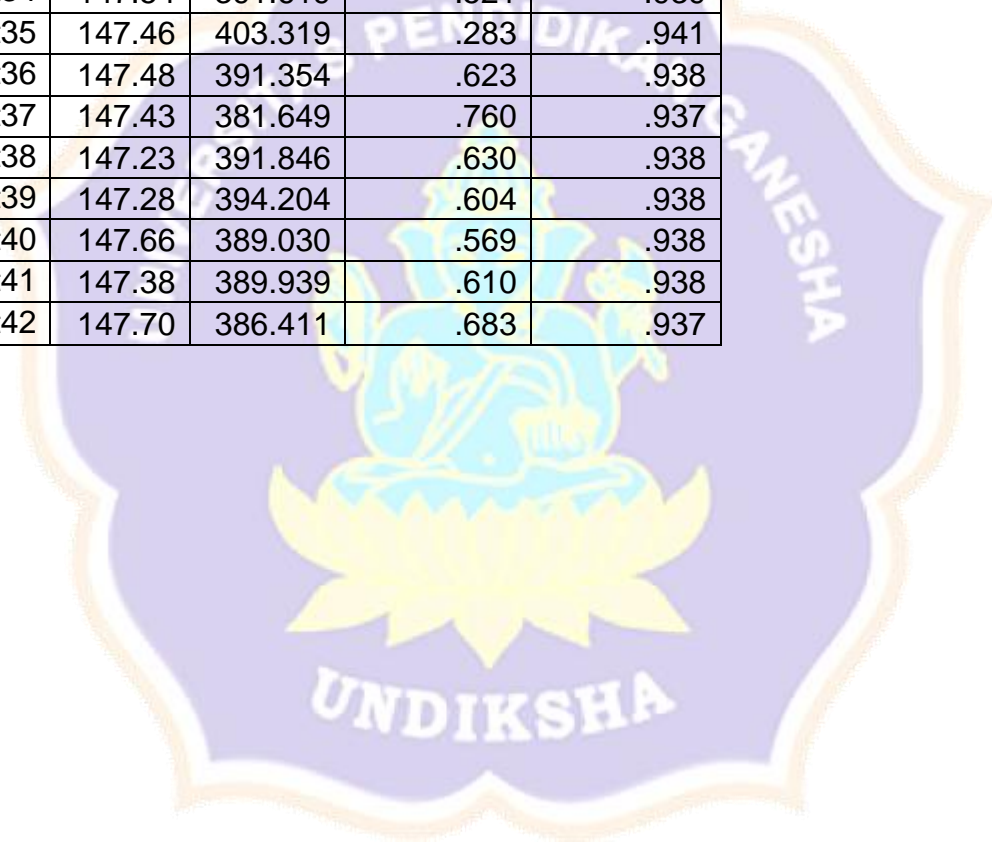 35 147.46 403.319 .283 .941
36 147.48 391.354 .623 .938
37 147.43 381.649 .760 .937
38 147.23 391.846 .630 .938
39 147.28 394.204 .604 .938
40 147.66 389.030 .569 .938
41 147.38 389.939 .610 .938
42 147.70 386.411 .683 .937
UNIVERSITAS PENDIDIKAN GANESHA
UNDIKSHA